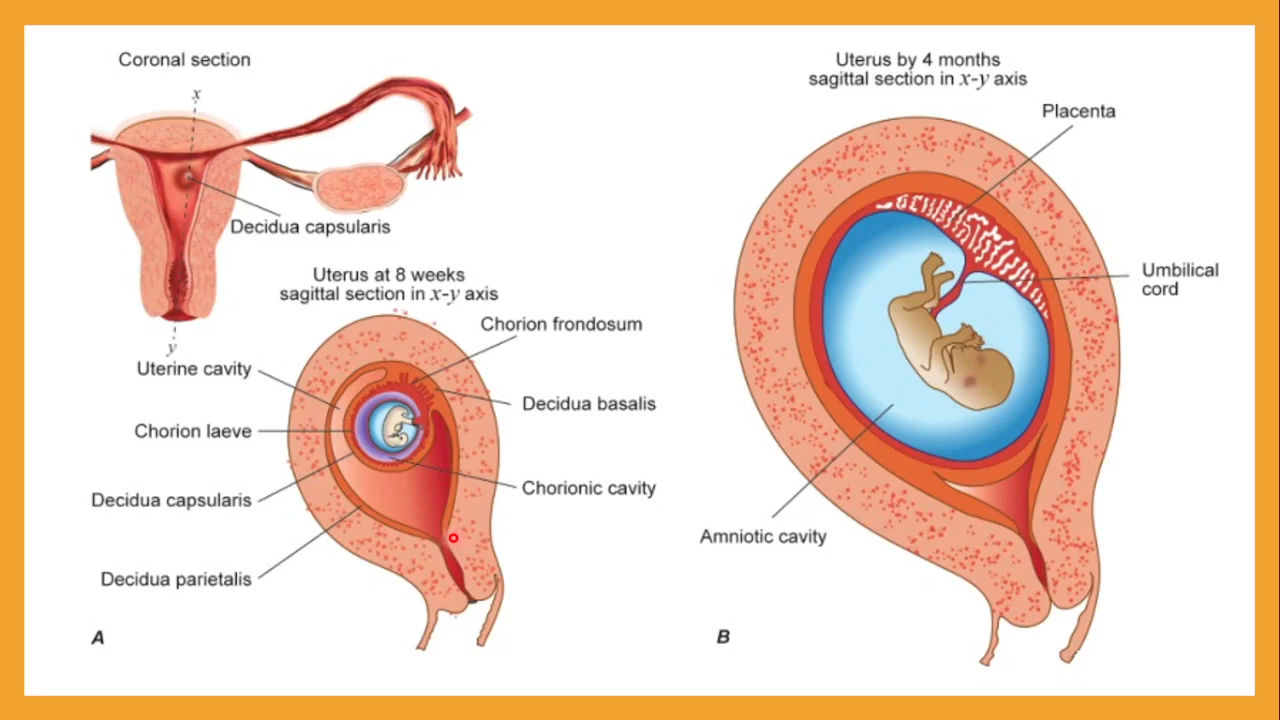 Coronal section
x
Decidua capsularis
y
Uterus at 8 weeks
sagittal section in x-y axis
Chorion frondosum
Uterine cavity
Decidua basalis
Chorion laeve
Chorionic cavity
Decidua capsularis
Decidua parietalis
A
Uterus by 4 months
sagittal section in x-y axis
Placenta
Umbilical
cord
Amniotic cavity
B